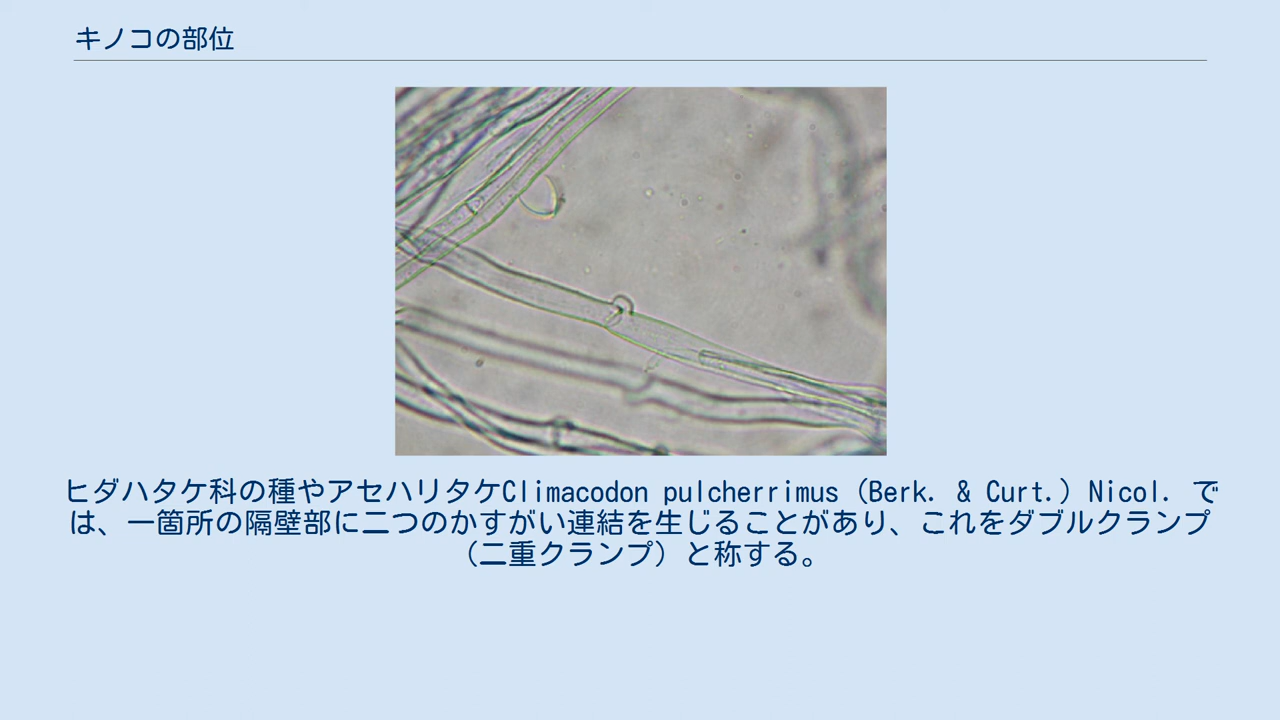 キノコの部位
ヒダハタケ科の種やアセハリタケClimacodon pulcherrimus（Berk. & Curt.）Nicol. で
は、一箇所の隔壁部に二つのかすがい連結を生じることがあり、これをダブルクランプ
（二重クランプ）と称する。